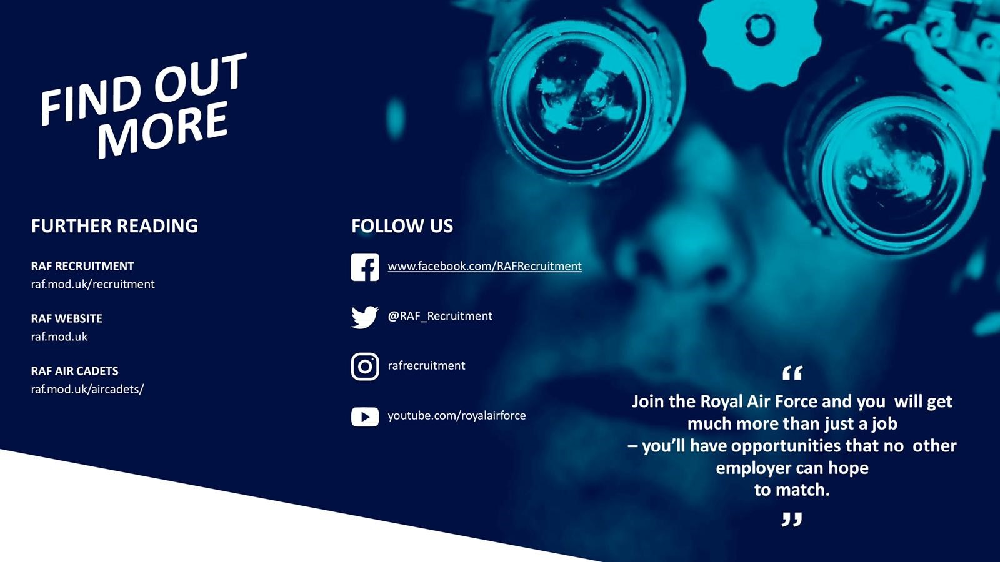 FIND OUT
MORE
FURTHER READING
RAF RECRUITMENT
raf.mod.uk/recruitment
RAF WEBSITE
raf.mod.uk
RAF AIR CADETS
raf.mod.uk/aircadets/
FOLLOW US
www.facebook.com/RAFRecruitment
@RAF_Recruitment
rafrecruitment
youtube.com/royalairforce
“
Join the Royal Air Force and you  will get
much more than just a job
– you’ll have opportunities that no  other
employer can hope
to match.
”